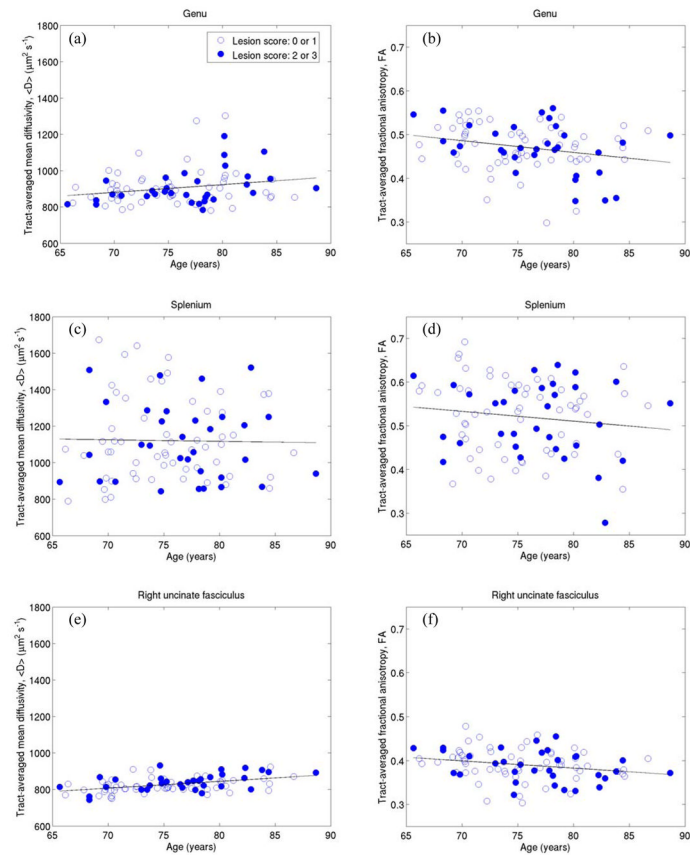 Genu
(a)
Lesion score: 0 or 1
Lesion score: 2 or 3
1800
1600
1400
1200
1000
800
600
65 70 75 80 85 90
Age (years)
Tract-averaged mean diffusivity, <D> (μm² s⁻¹)
Genu
(b)
0.7
0.6
0.5
0.4
0.3
65 70 75 80 85 90
Age (years)
Tract-averaged fractional anisotropy, FA
Splenium
(c)
1800
1600
1400
1200
1000
800
600
65 70 75 80 85 90
Age (years)
Tract-averaged mean diffusivity, <D> (μm² s⁻¹)
Splenium
(d)
0.7
0.6
0.5
0.4
0.3
65 70 75 80 85 90
Age (years)
Tract-averaged fractional anisotropy, FA
Right uncinate fasciculus
(e)
1800
1600
1400
1200
1000
800
600
65 70 75 80 85 90
Age (years)
Tract-averaged mean diffusivity, <D> (μm² s⁻¹)
Right uncinate fasciculus
(f)
0.7
0.6
0.5
0.4
0.3
65 70 75 80 85 90
Age (years)
Tract-averaged fractional anisotropy, FA